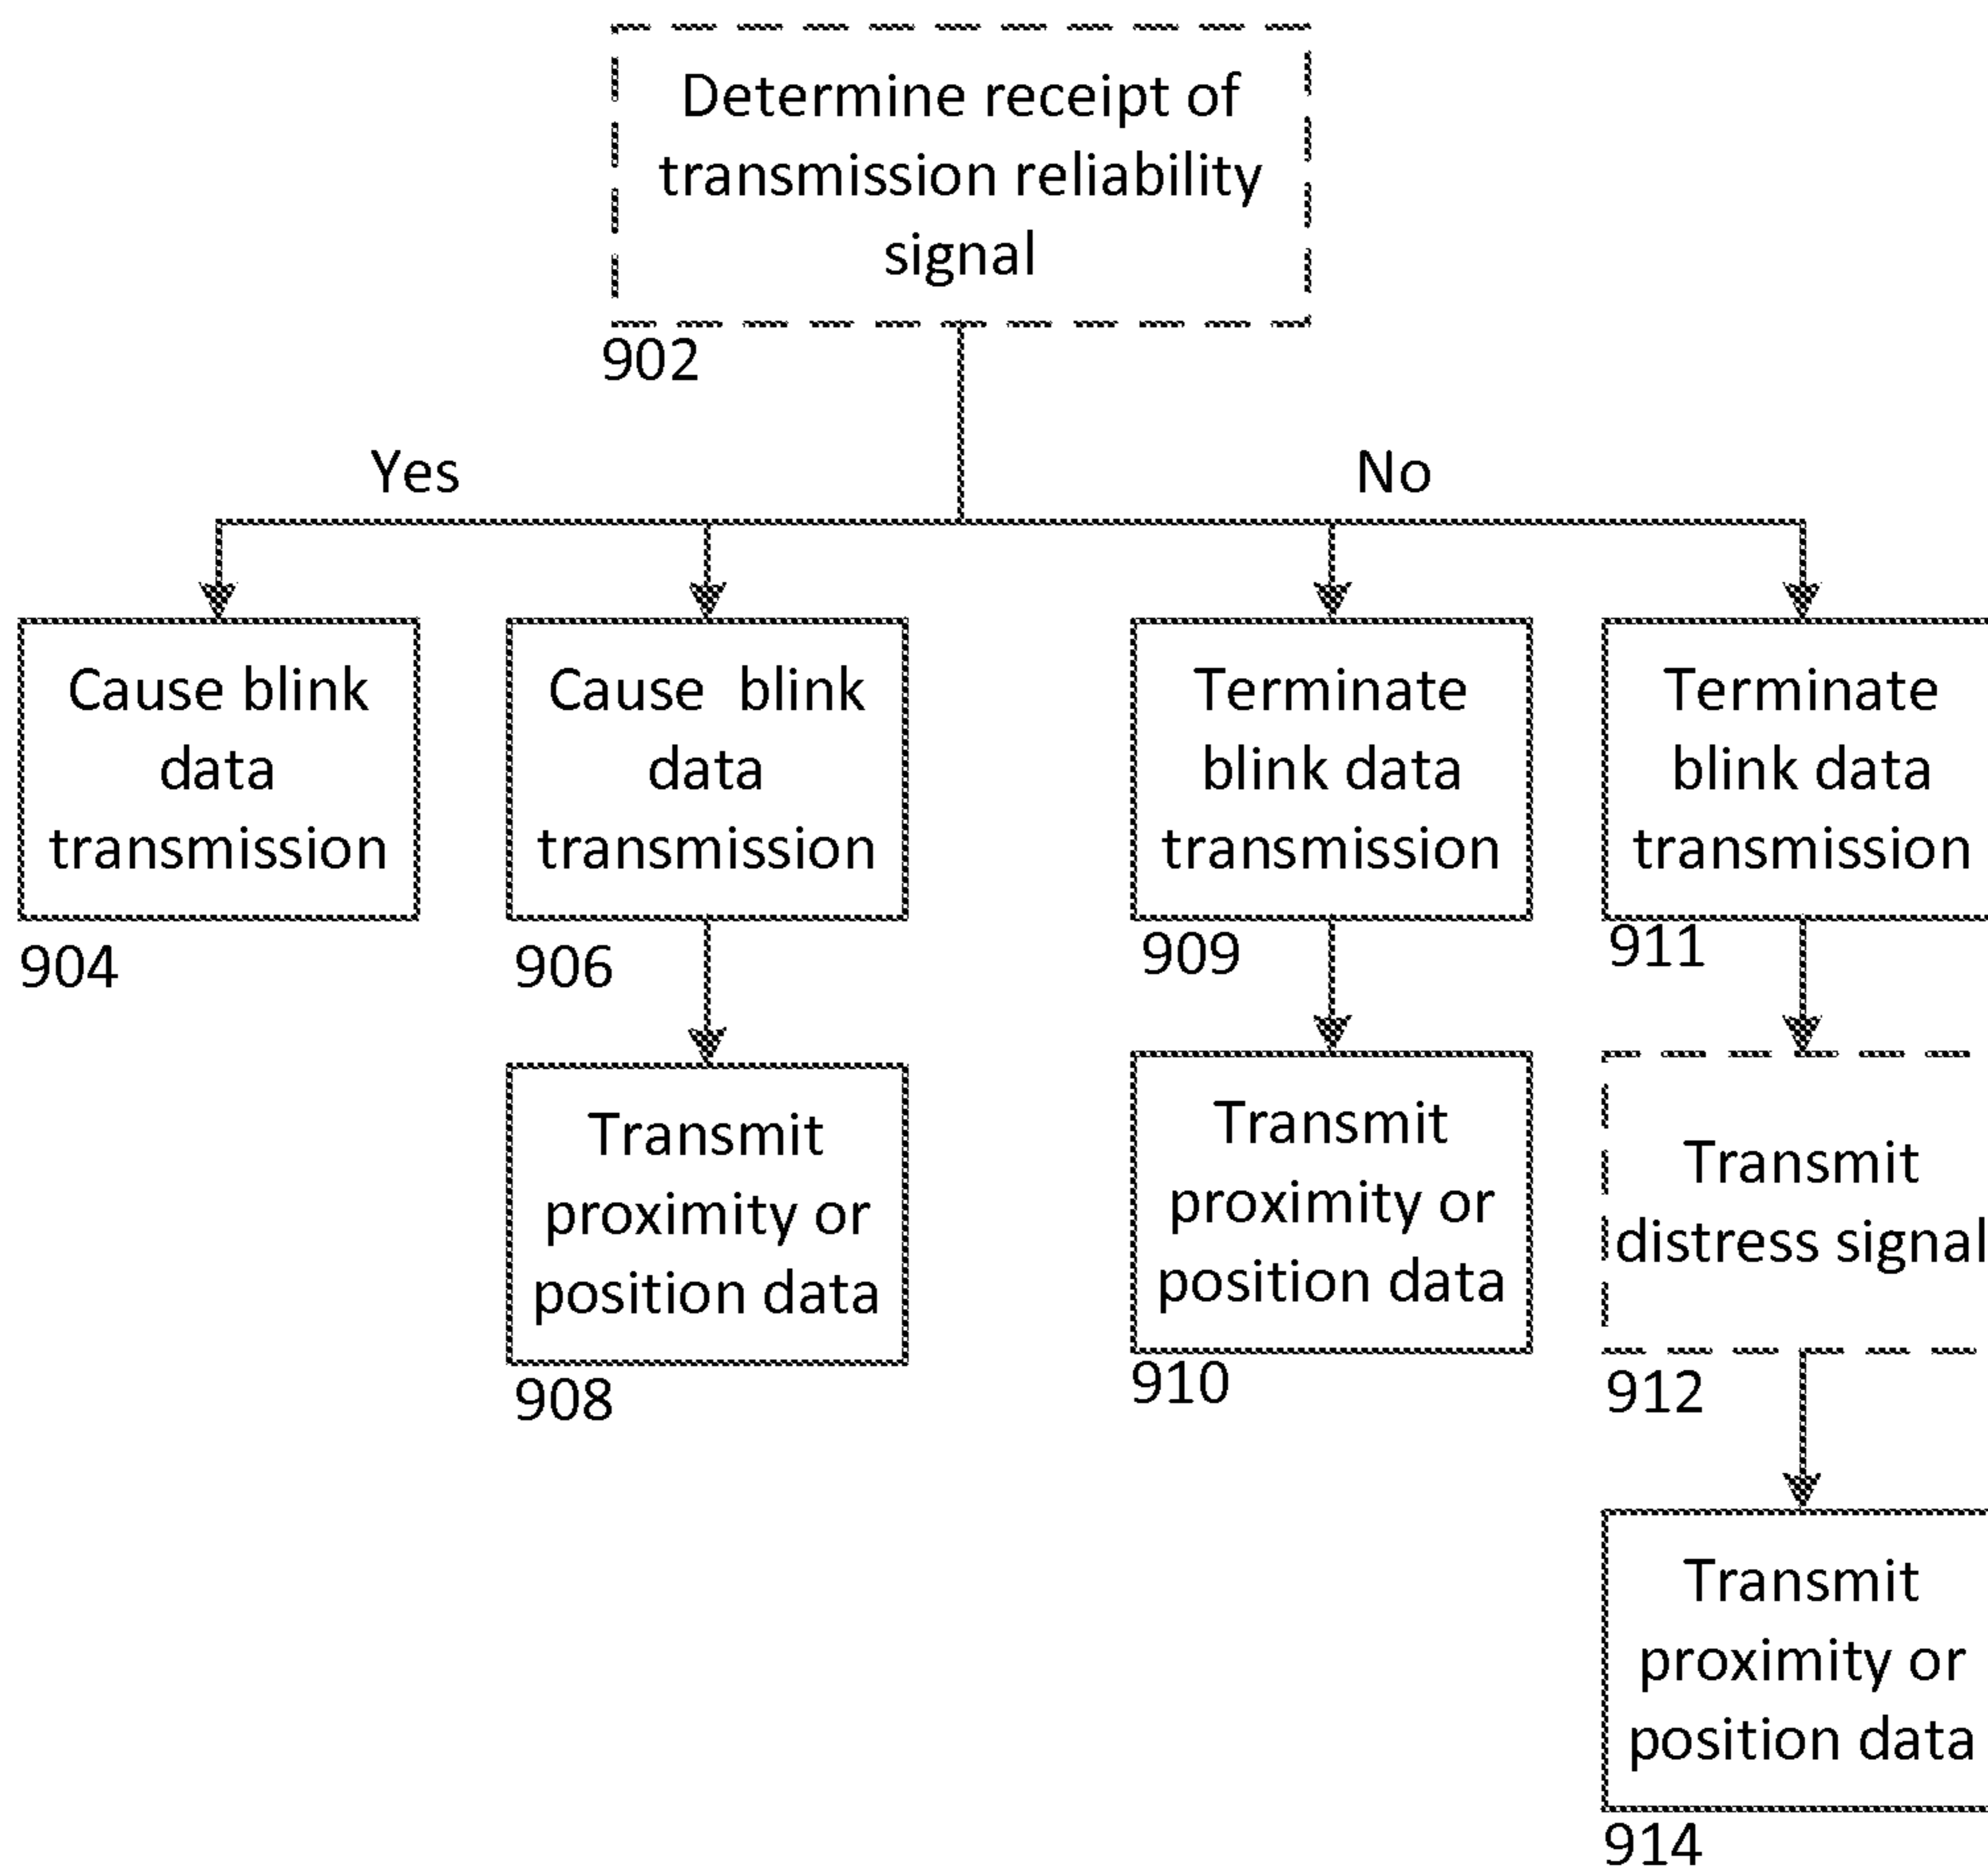 Determine receipt of
transmission reliability
signal
902
Yes
No
Cause blink
data
transmission
904
Cause blink
data
transmission
906
Terminate
blink data
transmission
909
Terminate
blink data
transmission
911
Transmit
proximity or
position data
908
Transmit
proximity or
position data
910
Transmit
distress signal
912
Transmit
proximity or
position data
914